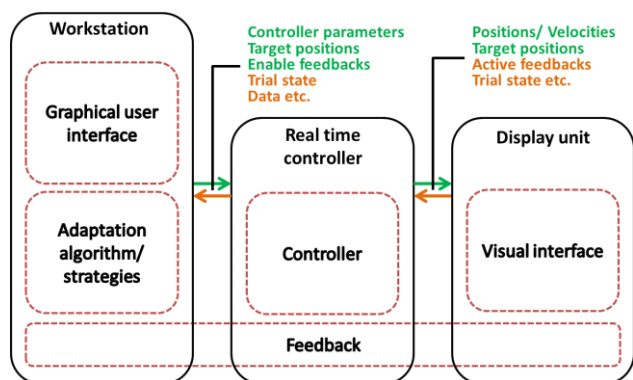 Workstation
Graphical user
interface
Adaptation
algorithm/
strategies
Controller parameters
Target positions
Enable feedbacks
Trial state
Data etc.
Real time
controller
Controller
Positions/ Velocities
Target positions
Active feedbacks
Trial state etc.
Display unit
Visual interface
Feedback